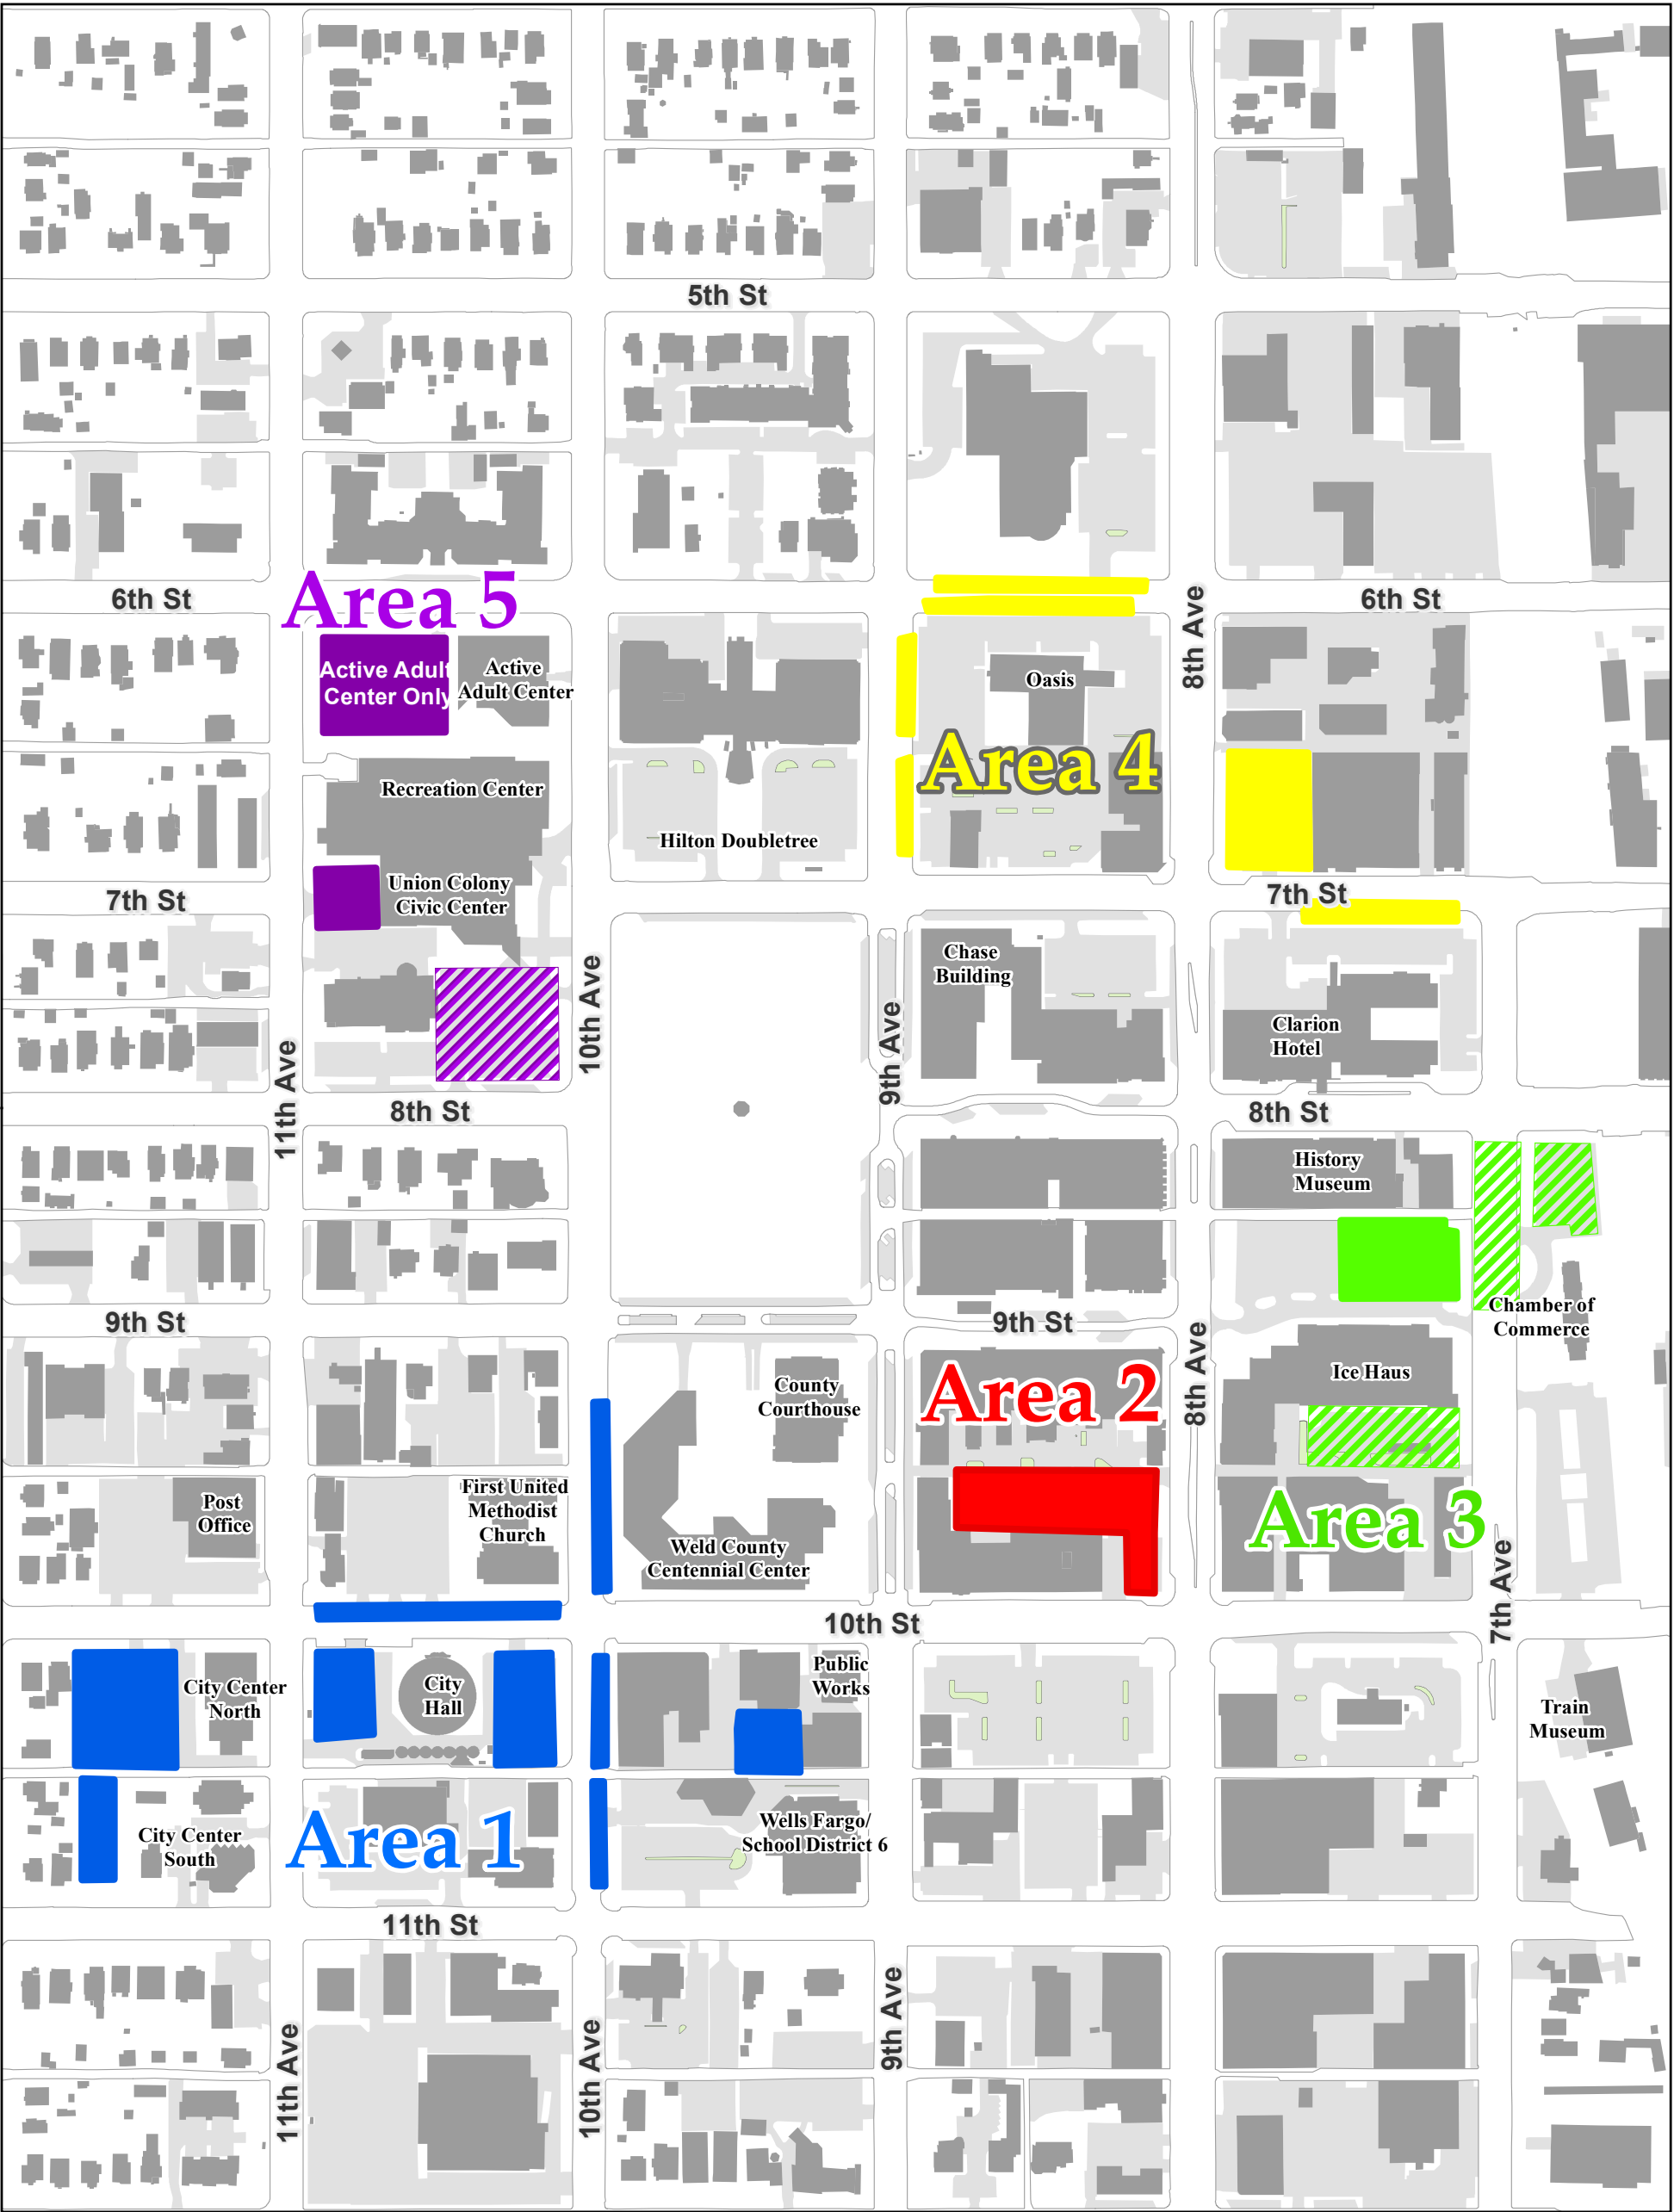 5th St
6th St
Area 5
8th Ave
6th St
Active Adult
Center Only
Active
Adult Center
Oasis
Area 4
Recreation Center
Hilton Doubletree
Union Colony
Civic Center
7th St
7th St
Chase
Building
10th Ave
9th Ave
Clarion
Hotel
11th Ave
8th St
8th St
History
Museum
9th St
9th St
Chamber of
Commerce
8th Ave
Ice Haus
County
Courthouse
Area 2
Post
Office
First United
Methodist
Church
Weld County
Centennial Center
Area 3
7th Ave
10th St
City Center
North
City
Hall
Public
Works
Train
Museum
City Center
South
Area 1
Wells Fargo/
School District 6
11th St
11th Ave
10th Ave
9th Ave